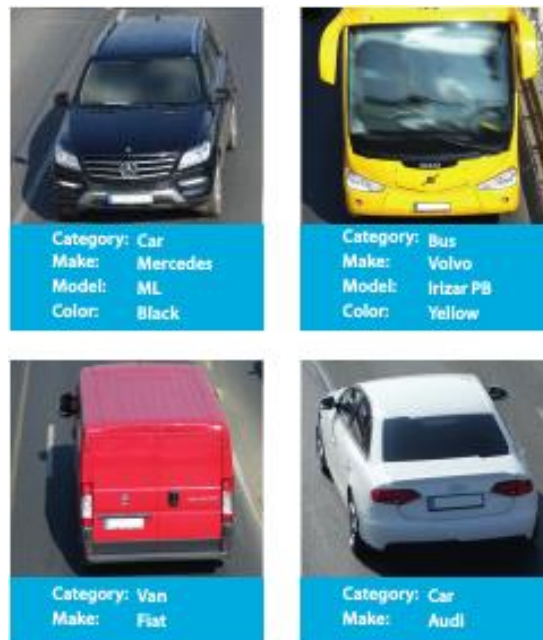 Category: Car
Make: Mercedes
Model: ML
Color: Black
Category: Bus
Make: Volvo
Model: Irizar PB
Color: Yellow
Category: Van
Make: Fiat
Category: Car
Make: Audi